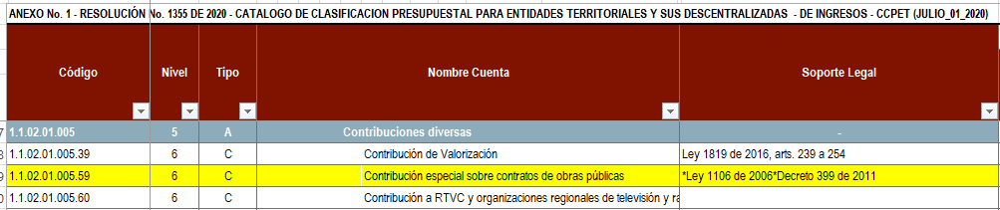 ANEXO No. 1 - RESOLUCIÓN No. 1355 DE 2020 - CATALOGO DE CLASIFICACION PRESUPUESTAL PARA ENTIDADES TERRITORIALES Y SUS DESCENTRALIZADAS - DE INGRESOS - CCPET (JULIO_01_2020)
Código Nivel Tipo Nombre Cuenta Soporte Legal
1.1.02.01.005 5 A Contribuciones diversas -
1.1.02.01.005.39 6 C Contribución de Valorización Ley 1819 de 2016, arts. 239 a 254
1.1.02.01.005.59 6 C Contribución especial sobre contratos de obras públicas *Ley 1106 de 2006*Decreto 399 de 2011
1.1.02.01.005.60 6 C Contribución a RTVC y organizaciones regionales de televisión y